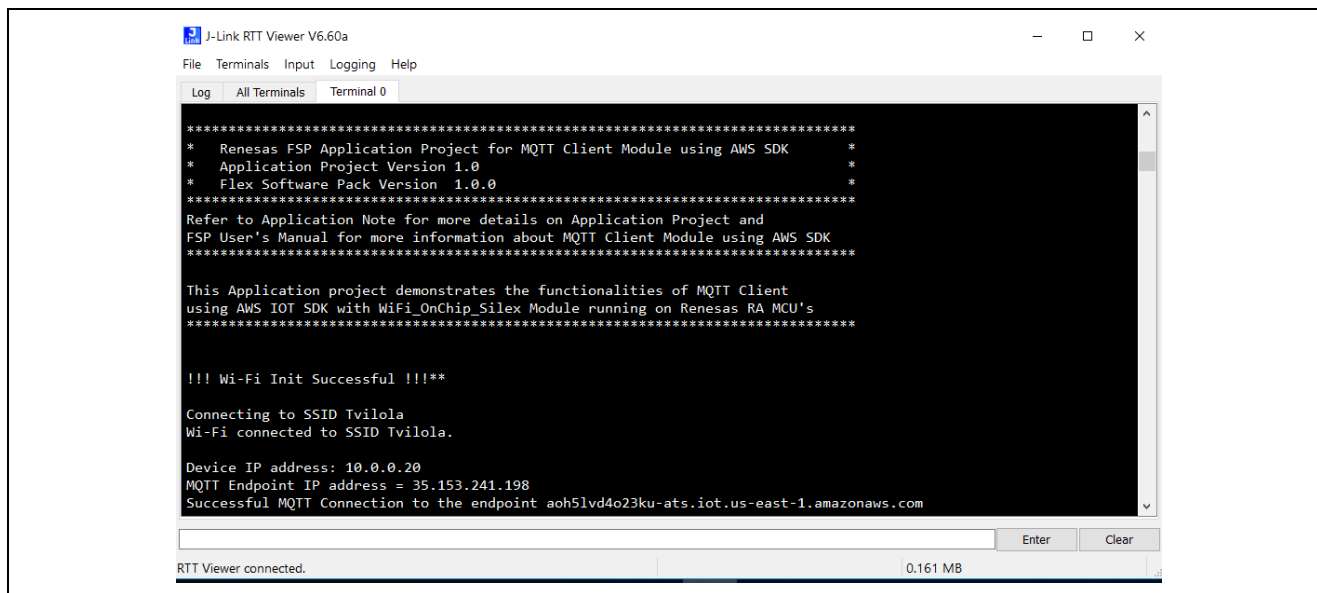 J-Link RTT Viewer V6.60a
File Terminals Input Logging Help
Log All Terminals Terminal 0
********************************************************************************
* Renesas FSP Application Project for MQTT Client Module using AWS SDK *
* Application Project Version 1.0 *
* Flex Software Pack Version 1.0.0 *
********************************************************************************
Refer to Application Note for more details on Application Project and
FSP User's Manual for more information about MQTT Client Module using AWS SDK
********************************************************************************
This Application project demonstrates the functionalities of MQTT Client
using AWS IOT SDK with WiFi_OnChip_Silex Module running on Renesas RA MCU's
********************************************************************************
!!! Wi-Fi Init Successful !!!**
Connecting to SSID Tvilola
Wi-Fi connected to SSID Tvilola.
Device IP address: 10.0.0.20
MQTT Endpoint IP address = 35.153.241.198
Successful MQTT Connection to the endpoint aoh5lvd4o23ku-ats.iot.us-east-1.amazonaws.com
Enter Clear
RTT Viewer connected. 0.161 MB